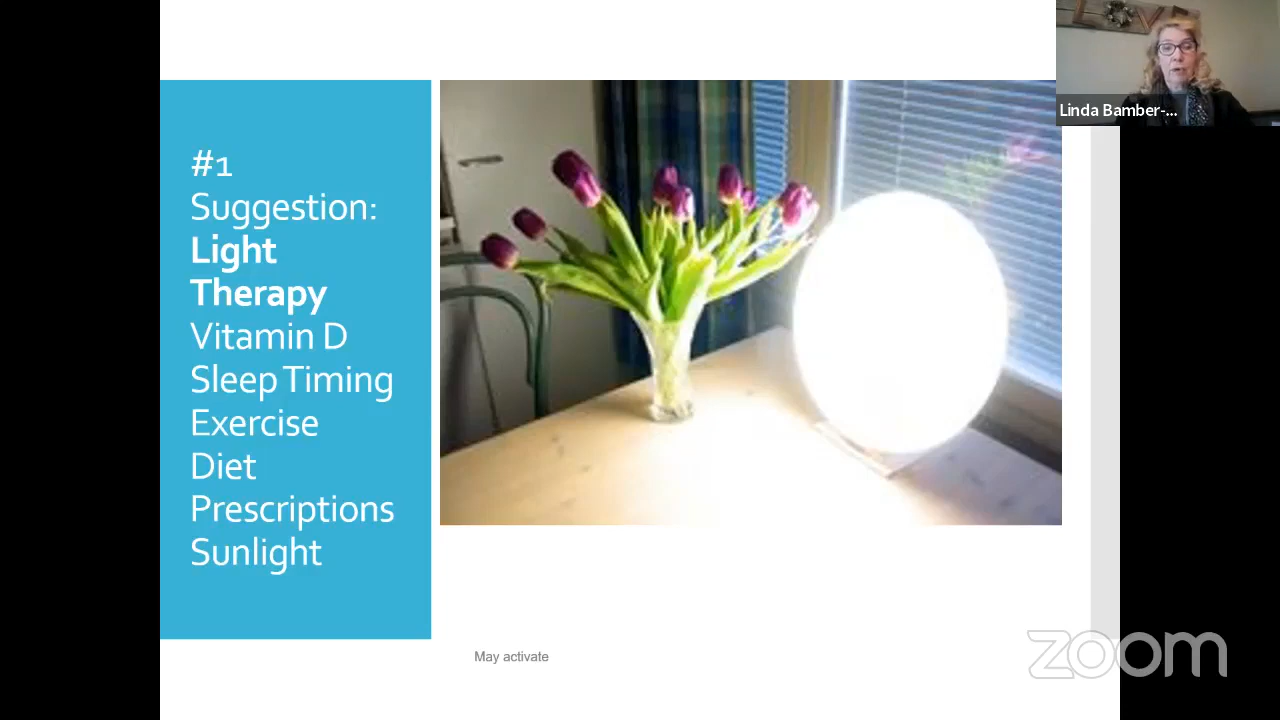 #1
Suggestion:
Light
Therapy
Vitamin D
Sleep Timing
Exercise
Diet
Prescriptions
Sunlight
Linda Bamber-...
May activate
zoom